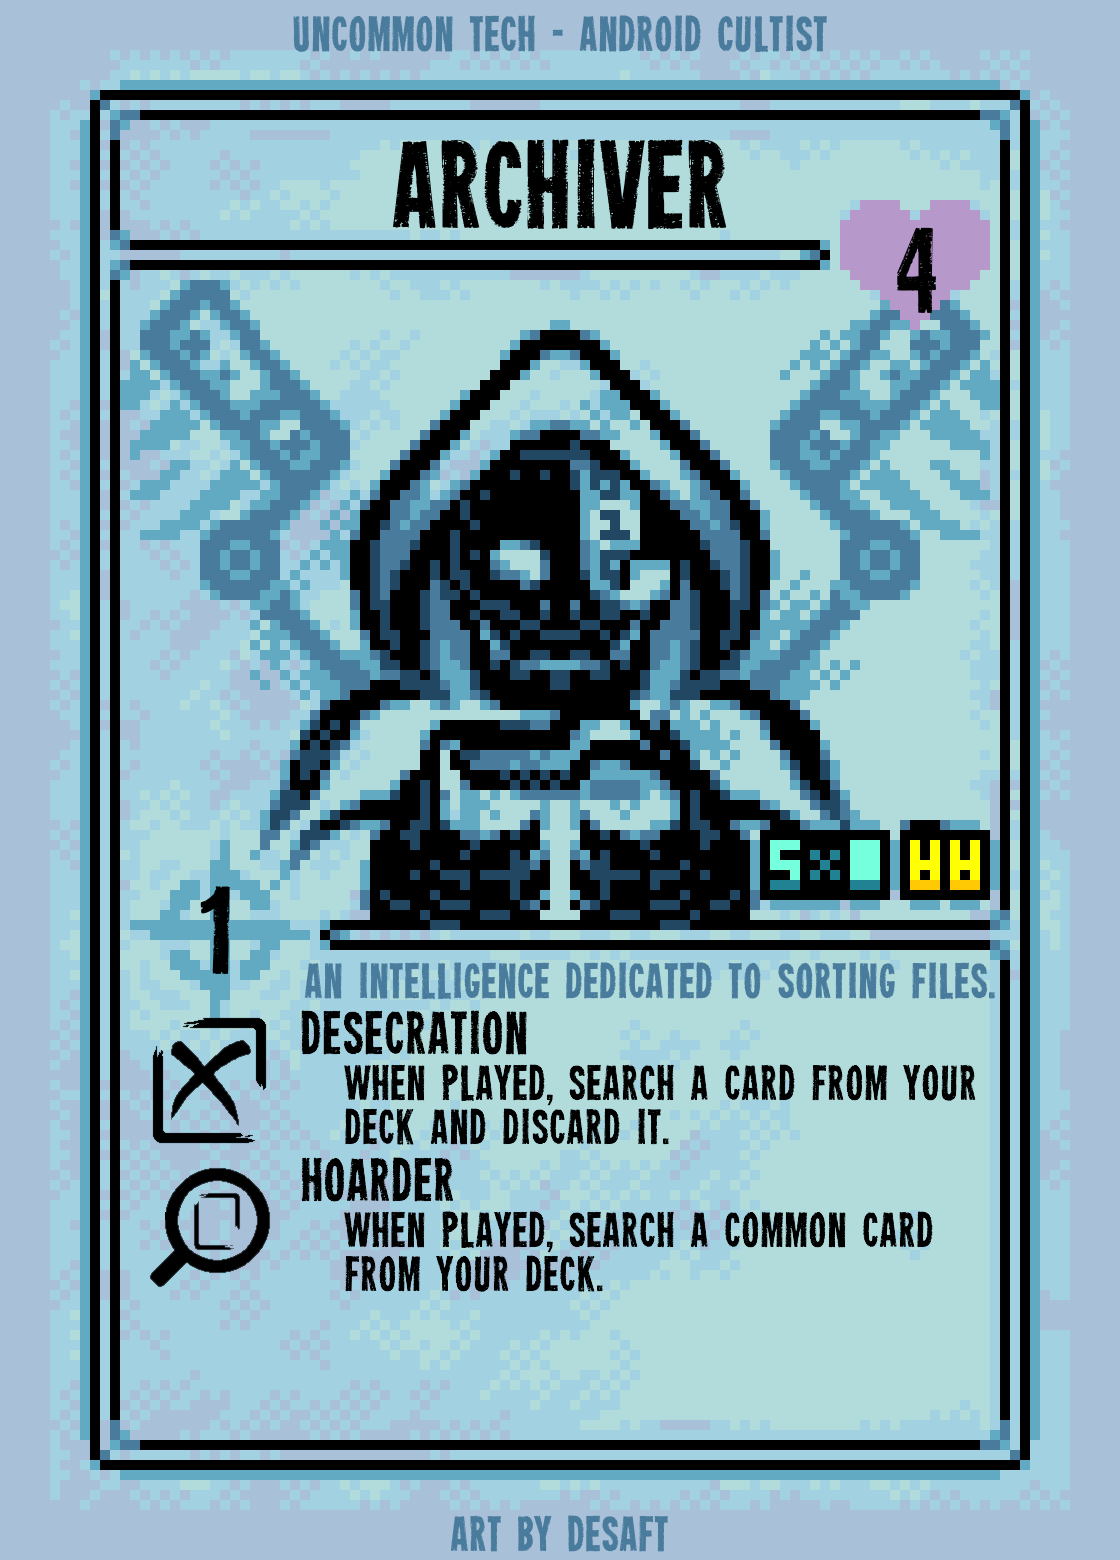 UNCOMMON TECH - ANDROID CULTIST
ARCHIVER
4
1
AN INTELLIGENCE DEDICATED TO SORTING FILES.
DESECRATION
WHEN PLAYED, SEARCH A CARD FROM YOUR
DECK AND DISCARD IT.
HOARDER
WHEN PLAYED, SEARCH A COMMON CARD
FROM YOUR DECK.
ART BY DESAFT